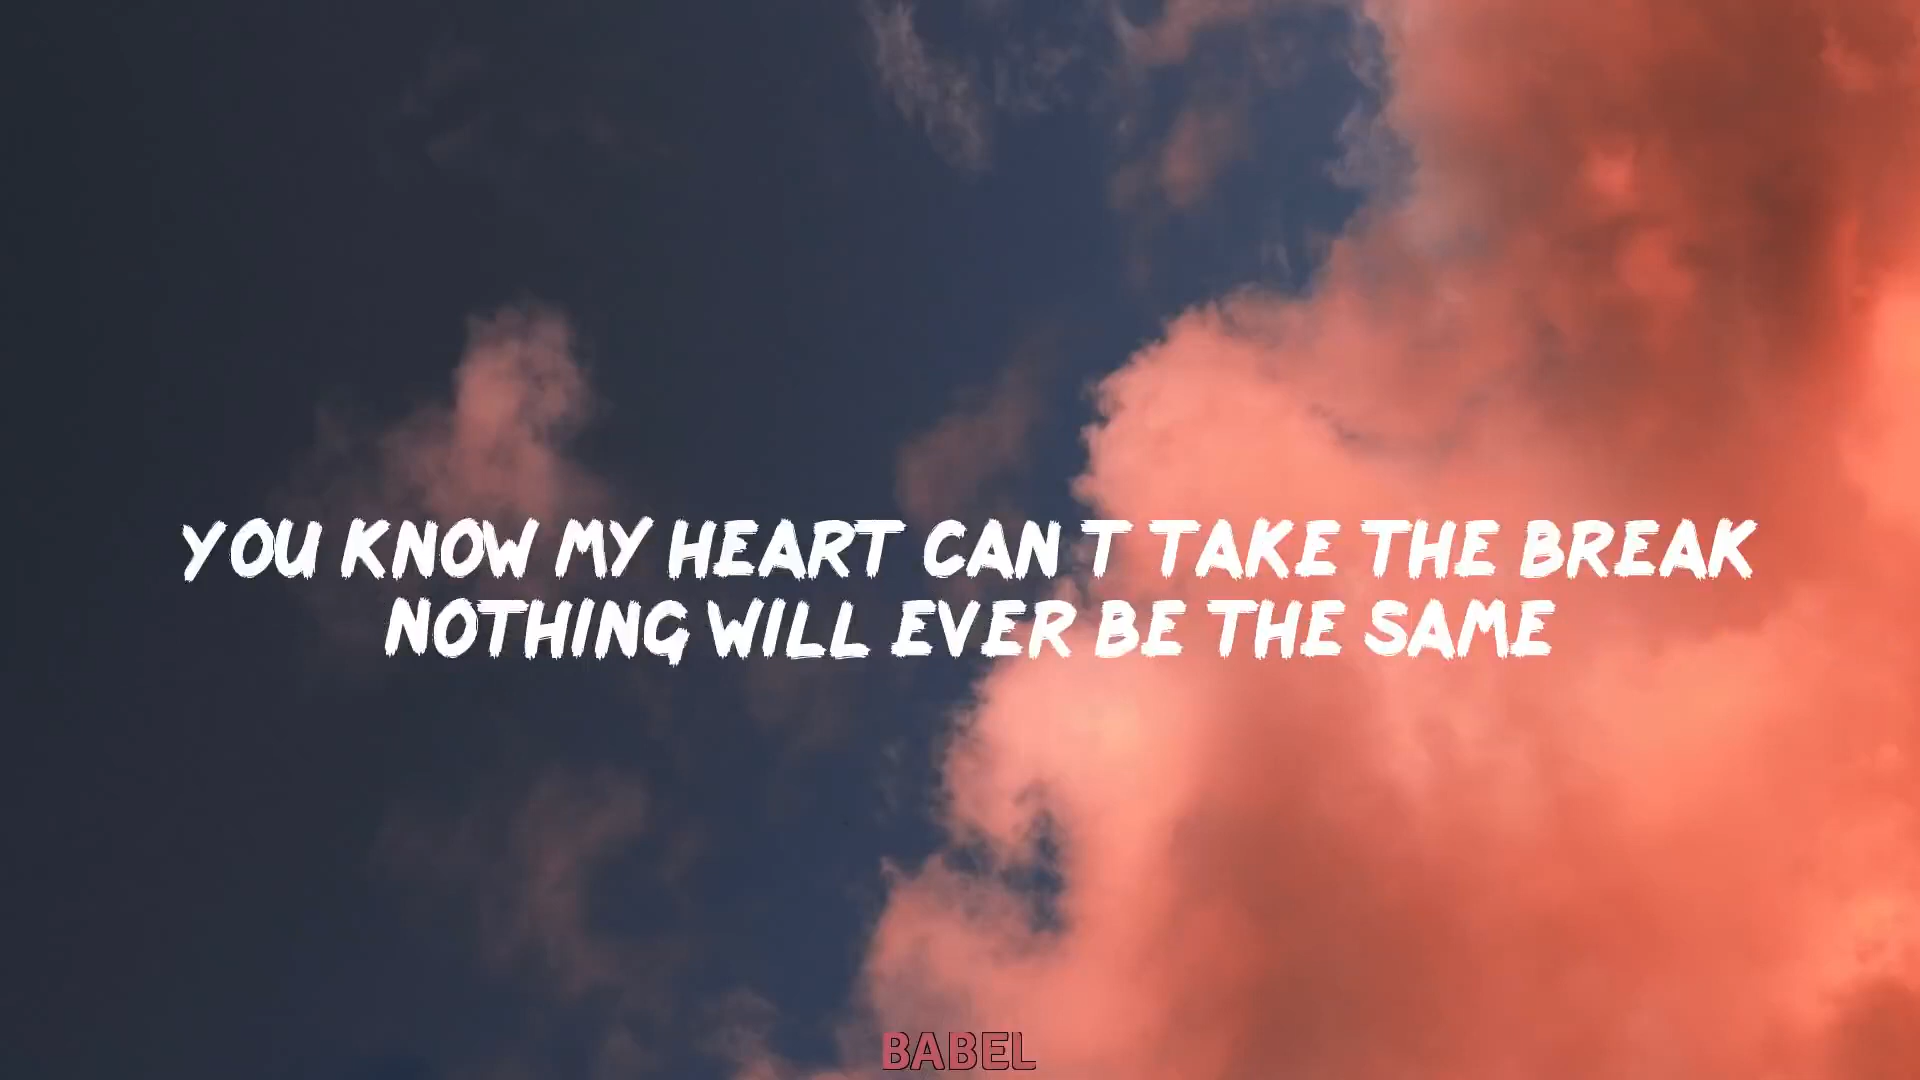 YOU KNOW MY HEART CAN T TAKE THE BREAK
NOTHING WILL EVER BE THE SAME
BABEL